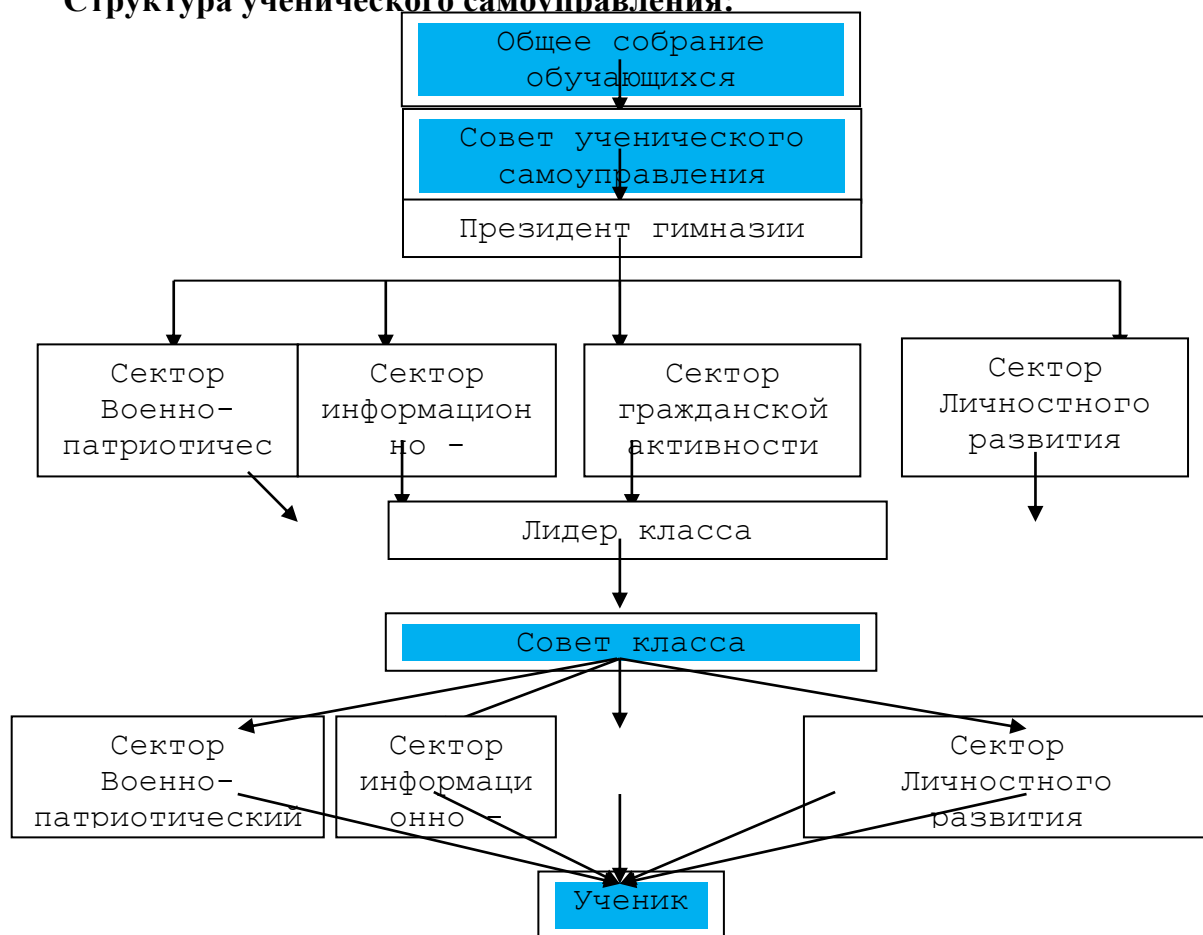 Структура ученического самоуправления.
Общее собрание
обучающихся
Совет ученического
самоуправления
Президент гимназии
Сектор
Военно-
патриотичес
Сектор
информацион
но -
Сектор
гражданской
активности
Сектор
Личностного
развития
Лидер класса
Совет класса
Сектор
Военно-
патриотический
Сектор
информаци
онно -
Сектор
Личностного
развития
Ученик